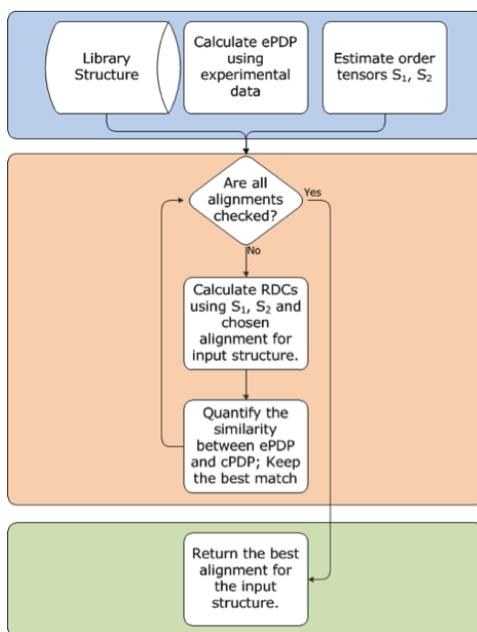 Library
Structure
Calculate ePDP
using
experimental
data
Estimate order
tensors S₁, S₂
Are all
alignments
checked?
Yes
No
Calculate RDCs
using S₁, S₂ and
chosen
alignment for
input structure.
Quantify the
similarity
between ePDP
and cPDP; Keep
the best match
Return the best
alignment for
the input
structure.